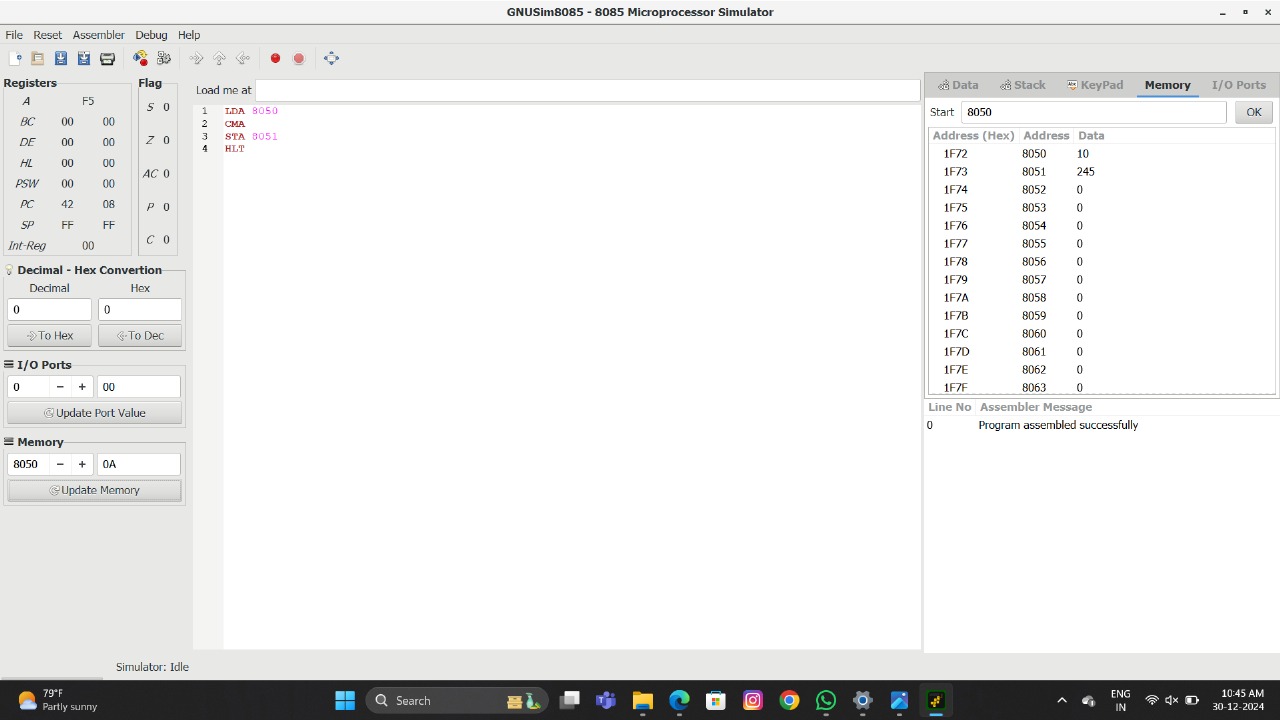 GNUSim8085 - 8085 Microprocessor Simulator
File Reset Assembler Debug Help
Registers
A F5
BC 00 00
DE 00 00
HL 00 00
PSW 00 00
PC 42 08
SP FF FF
Int-Reg 00
Flag
S 0
Z 0
AC 0
P 0
C 0
Decimal - Hex Convertion
Decimal Hex
0 0
To Hex To Dec
I/O Ports
0 − + 00
Update Port Value
Memory
8050 − + 0A
Update Memory
Load me at
1 LDA 8050
2 CMA
3 STA 8051
4 HLT
Data Stack KeyPad Memory I/O Ports
Start 8050 OK
Address (Hex) Address Data
1F72 8050 10
1F73 8051 245
1F74 8052 0
1F75 8053 0
1F76 8054 0
1F77 8055 0
1F78 8056 0
1F79 8057 0
1F7A 8058 0
1F7B 8059 0
1F7C 8060 0
1F7D 8061 0
1F7E 8062 0
1F7F 8063 0
Line No Assembler Message
0 Program assembled successfully
Simulator: Idle
79°F
Partly sunny
Search
ENG
IN
10:45 AM
30-12-2024